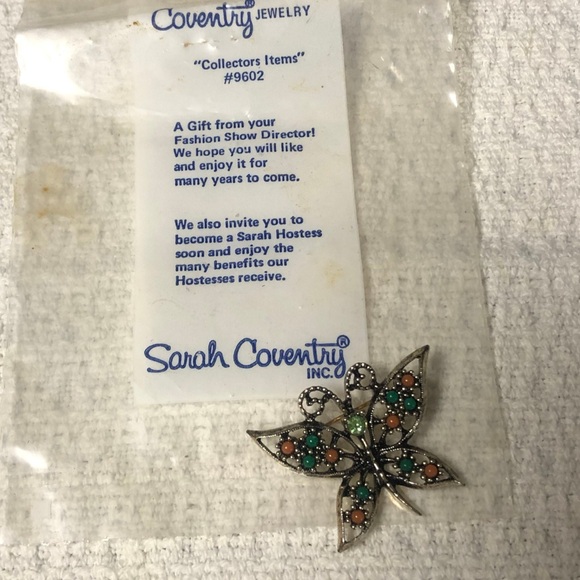 Coventry® JEWELRY
"Collectors Items"
#9602
A Gift from your
Fashion Show Director!
We hope you will like
and enjoy it for
many years to come.
We also invite you to
become a Sarah Hostess
soon and enjoy the
many benefits our
Hostesses receive.
Sarah Coventry®
INC.